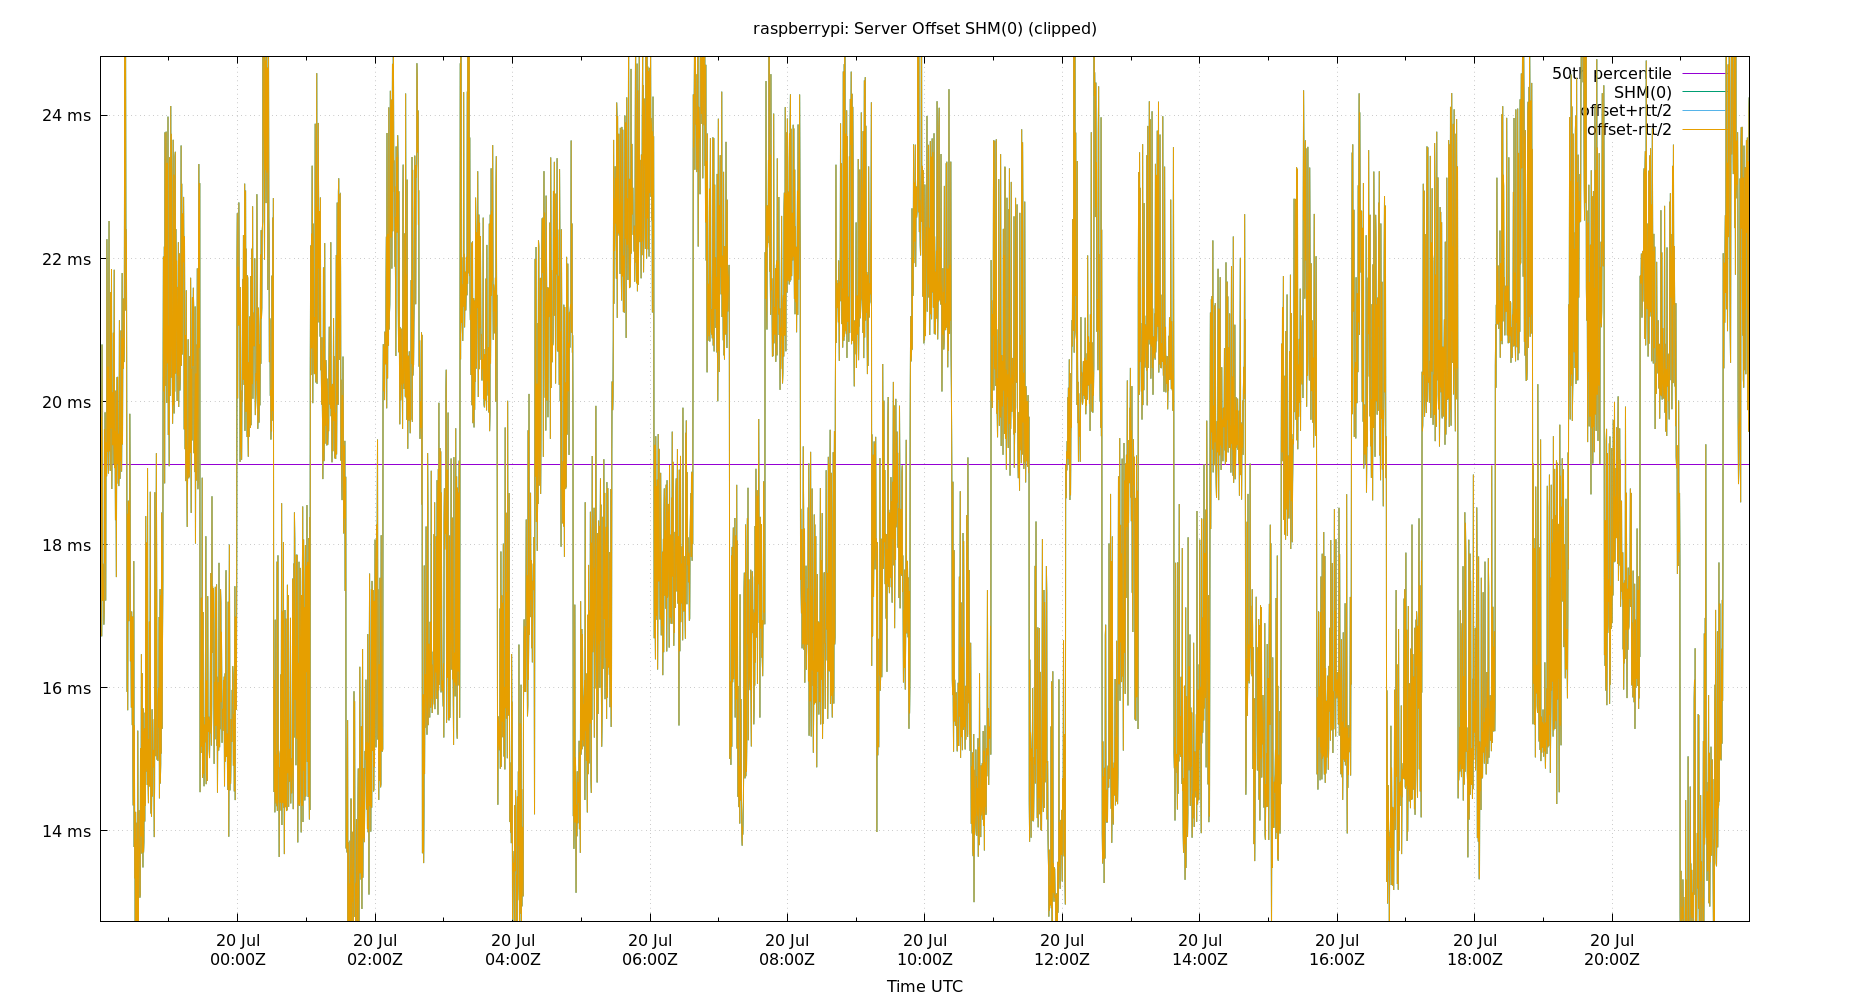 raspberrypi: Server Offset SHM(0) (clipped)
50th percentile
SHM(0)
offset+rtt/2
offset-rtt/2
24 ms
22 ms
20 ms
18 ms
16 ms
14 ms
20 Jul 20 Jul 20 Jul 20 Jul 20 Jul 20 Jul 20 Jul 20 Jul 20 Jul 20 Jul 20 Jul
00:00Z 02:00Z 04:00Z 06:00Z 08:00Z 10:00Z 12:00Z 14:00Z 16:00Z 18:00Z 20:00Z
Time UTC